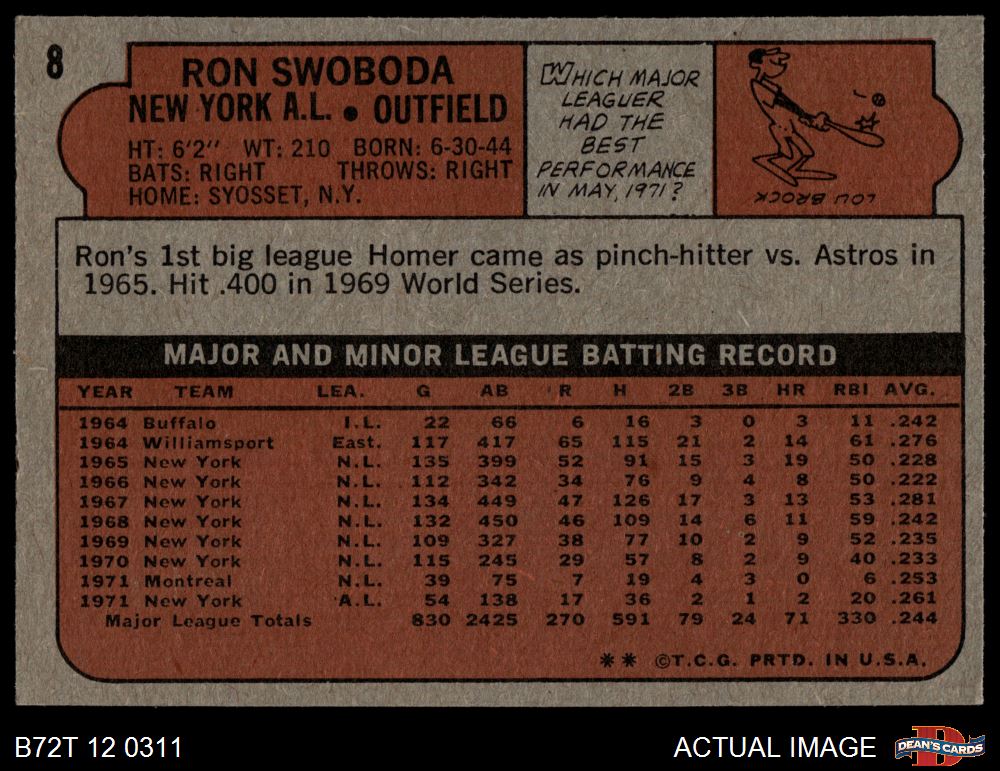 8
RON SWOBODA
NEW YORK A.L. • OUTFIELD
HT: 6'2" WT: 210 BORN: 6-30-44
BATS: RIGHT THROWS: RIGHT
HOME: SYOSSET, N.Y.
WHICH MAJOR
LEAGUER
HAD THE
BEST
PERFORMANCE
IN MAY, 1971?
LOU BROCK
Ron's 1st big league Homer came as pinch-hitter vs. Astros in
1965. Hit .400 in 1969 World Series.
MAJOR AND MINOR LEAGUE BATTING RECORD
YEAR TEAM LEA. G AB R H 2B 3B HR RBI AVG.
1964 Buffalo I.L. 22 66 6 16 3 0 3 11 .242
1964 Williamsport East. 117 417 65 115 21 2 14 61 .276
1965 New York N.L. 135 399 52 91 15 3 19 50 .228
1966 New York N.L. 112 342 34 76 9 4 8 50 .222
1967 New York N.L. 134 449 47 126 17 3 13 53 .281
1968 New York N.L. 132 450 46 109 14 6 11 59 .242
1969 New York N.L. 109 327 38 77 10 2 9 52 .235
1970 New York N.L. 115 245 29 57 8 2 9 40 .233
1971 Montreal N.L. 39 75 7 19 4 3 0 6 .253
1971 New York A.L. 54 138 17 36 2 1 2 20 .261
Major League Totals 830 2425 270 591 79 24 71 330 .244
** ©T.C.G. PRTD. IN U.S.A.
B72T 12 0311
ACTUAL IMAGE
D
DEAN'S CARDS